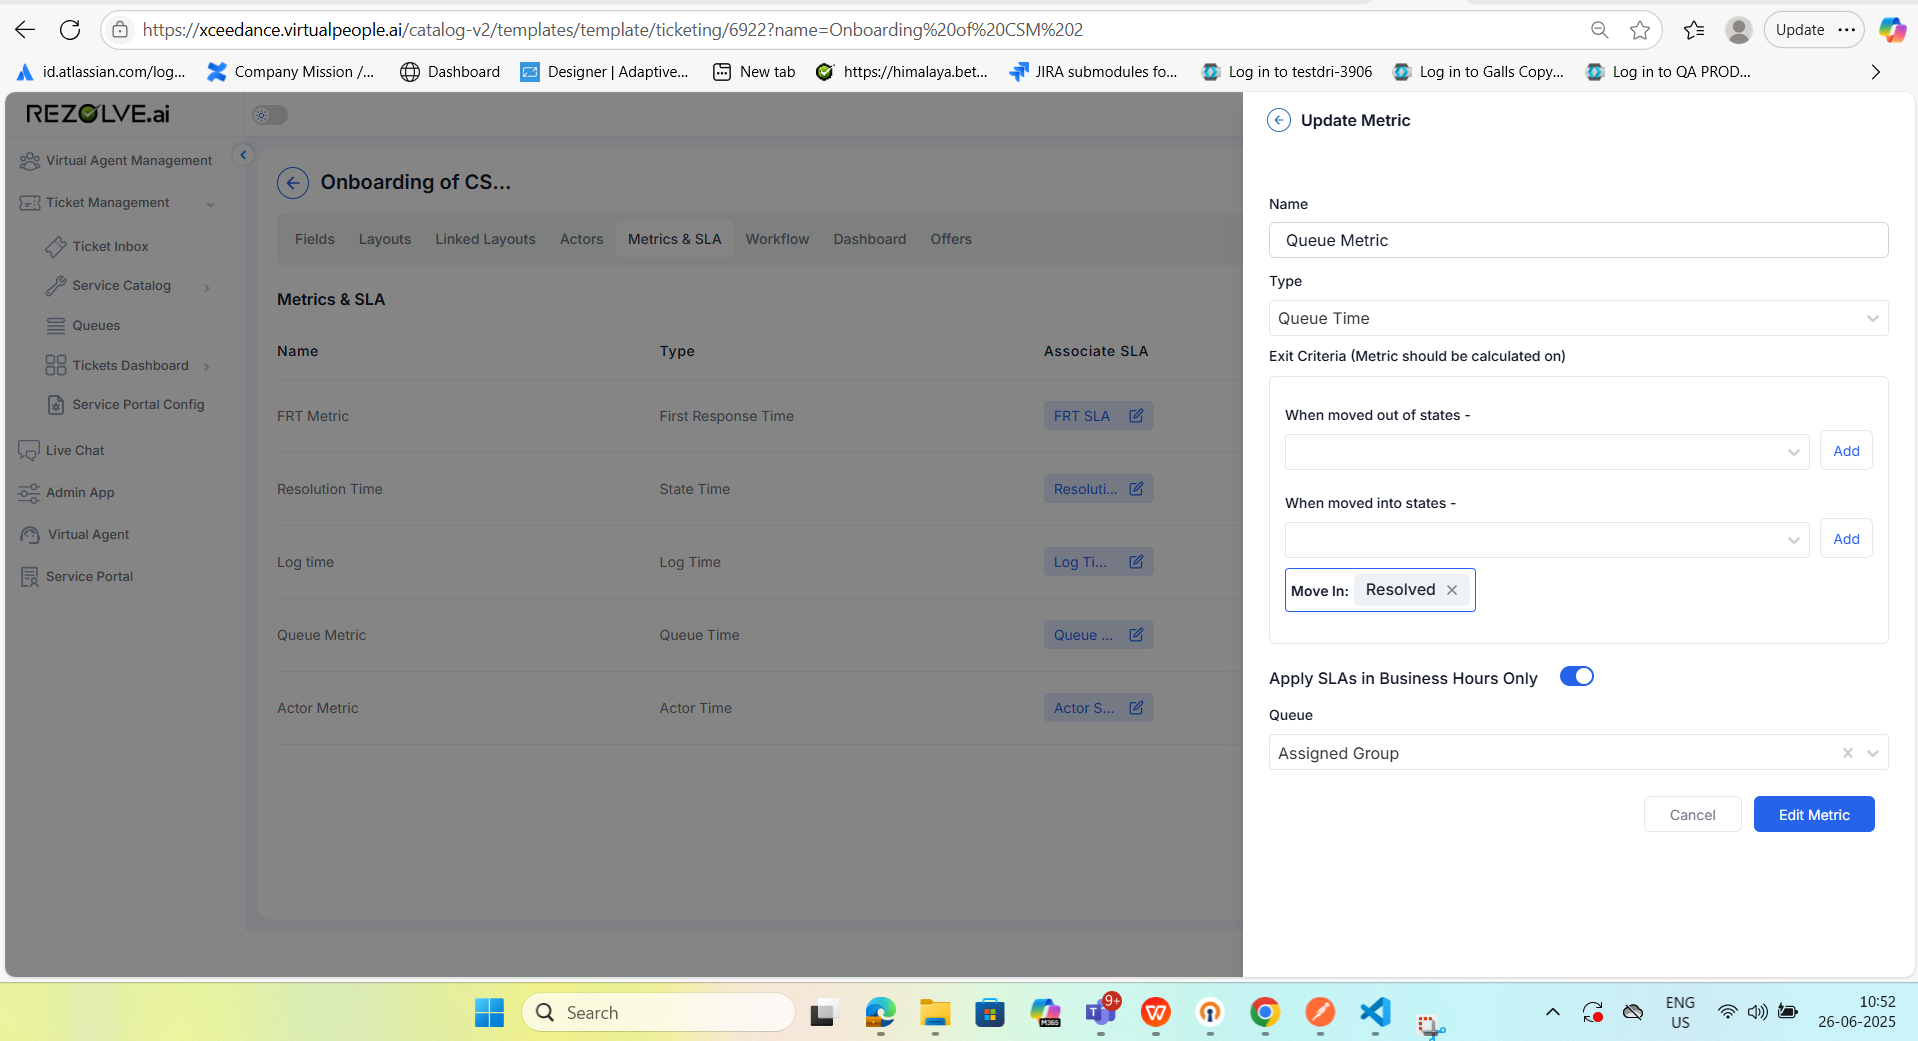 https://xceedance.virtualpeople.ai/catalog-v2/templates/template/ticketing/6922?name=Onboarding%20of%20CSM%202
Update
id.atlassian.com/log...
Company Mission /...
Dashboard
Designer | Adaptive...
New tab
https://himalaya.bet...
JIRA submodules fo...
Log in to testdri-3906
Log in to Galls Copy...
Log in to QA PROD...
REZOLVE.ai
Virtual Agent Management
Ticket Management
Ticket Inbox
Service Catalog
Queues
Tickets Dashboard
Service Portal Config
Live Chat
Admin App
Virtual Agent
Service Portal
Onboarding of CS...
Fields Layouts Linked Layouts Actors Metrics & SLA Workflow Dashboard Offers
Metrics & SLA
Name Type Associate SLA
FRT Metric First Response Time FRT SLA
Resolution Time State Time Resoluti...
Log time Log Time Log Ti...
Queue Metric Queue Time Queue ...
Actor Metric Actor Time Actor S...
Update Metric
Name
Queue Metric
Type
Queue Time
Exit Criteria (Metric should be calculated on)
When moved out of states -
Add
When moved into states -
Add
Move In: Resolved
Apply SLAs in Business Hours Only
Queue
Assigned Group
Cancel
Edit Metric
Search
M365
9+
ENG
US
10:52
26-06-2025